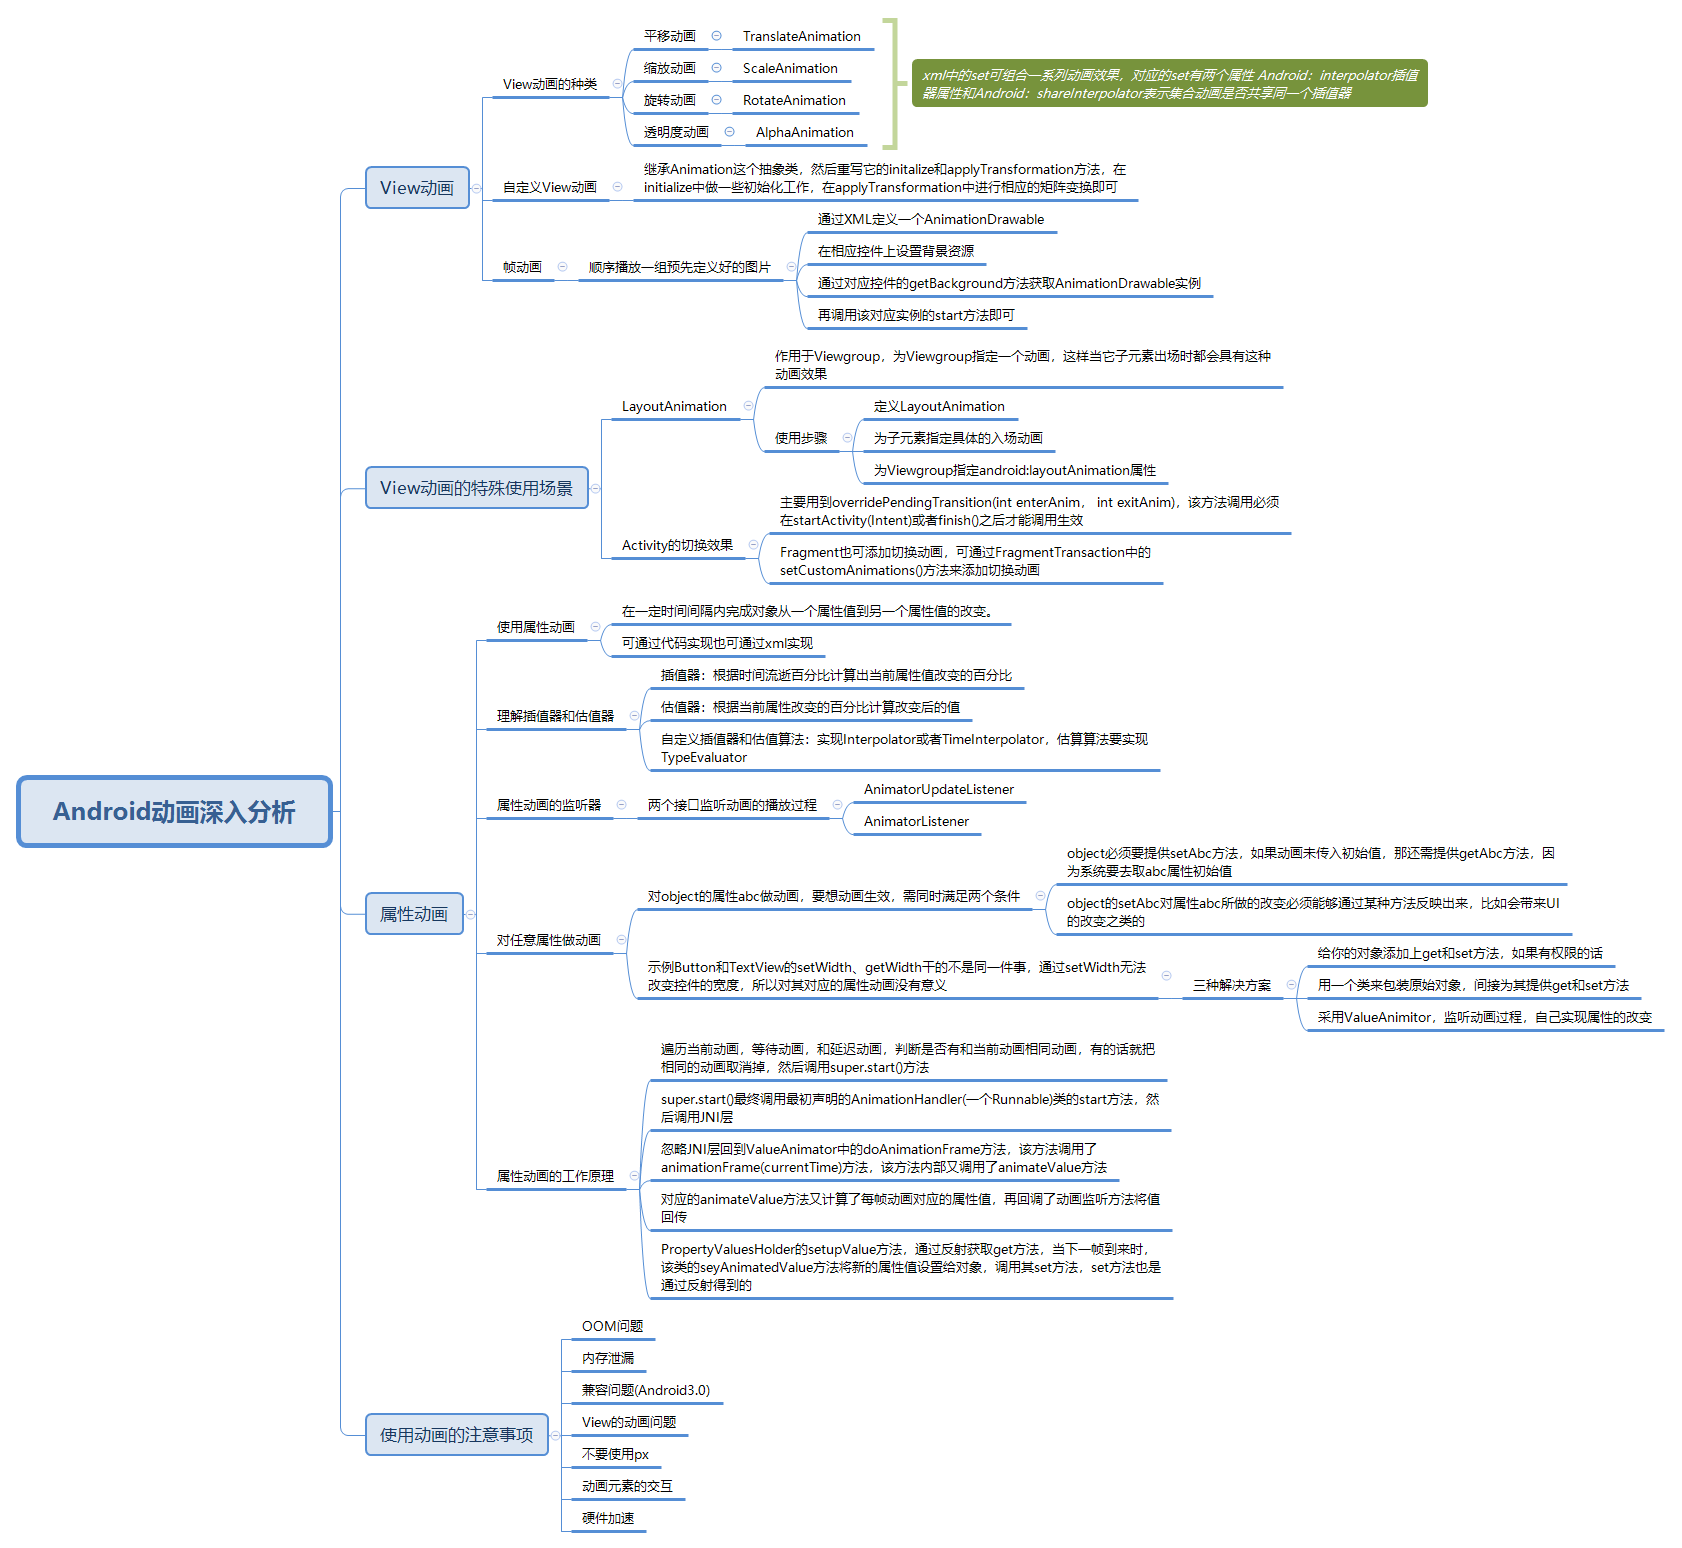 Android动画深入分析
View动画
View动画的种类
平移动画
TranslateAnimation
缩放动画
ScaleAnimation
旋转动画
RotateAnimation
透明度动画
AlphaAnimation
xml中的set可组合一系列动画效果，对应的set有两个属性 Android：interpolator插值
器属性和Android：shareInterpolator表示集合动画是否共享同一个插值器
自定义View动画
继承Animation这个抽象类，然后重写它的initalize和applyTransformation方法，在
initialize中做一些初始化工作，在applyTransformation中进行相应的矩阵变换即可
帧动画
顺序播放一组预先定义好的图片
通过XML定义一个AnimationDrawable
在相应控件上设置背景资源
通过对应控件的getBackground方法获取AnimationDrawable实例
再调用该对应实例的start方法即可
View动画的特殊使用场景
LayoutAnimation
作用于Viewgroup，为Viewgroup指定一个动画，这样当它子元素出场时都会具有这种
动画效果
使用步骤
定义LayoutAnimation
为子元素指定具体的入场动画
为Viewgroup指定android:layoutAnimation属性
Activity的切换效果
主要用到overridePendingTransition(int enterAnim， int exitAnim)，该方法调用必须
在startActivity(Intent)或者finish()之后才能调用生效
Fragment也可添加切换动画，可通过FragmentTransaction中的
setCustomAnimations()方法来添加切换动画
属性动画
使用属性动画
在一定时间间隔内完成对象从一个属性值到另一个属性值的改变。
可通过代码实现也可通过xml实现
理解插值器和估值器
插值器：根据时间流逝百分比计算出当前属性值改变的百分比
估值器：根据当前属性改变的百分比计算改变后的值
自定义插值器和估值算法：实现Interpolator或者TimeInterpolator，估算算法要实现
TypeEvaluator
属性动画的监听器
两个接口监听动画的播放过程
AnimatorUpdateListener
AnimatorListener
对任意属性做动画
对object的属性abc做动画，要想动画生效，需同时满足两个条件
object必须要提供setAbc方法，如果动画未传入初始值，那还需提供getAbc方法，因
为系统要去取abc属性初始值
object的setAbc对属性abc所做的改变必须能够通过某种方法反映出来，比如会带来UI
的改变之类的
示例Button和TextView的setWidth、getWidth干的不是同一件事，通过setWidth无法
改变控件的宽度，所以对其对应的属性动画没有意义
三种解决方案
给你的对象添加上get和set方法，如果有权限的话
用一个类来包装原始对象，间接为其提供get和set方法
采用ValueAnimitor，监听动画过程，自己实现属性的改变
属性动画的工作原理
遍历当前动画，等待动画，和延迟动画，判断是否有和当前动画相同动画，有的话就把
相同的动画取消掉，然后调用super.start()方法
super.start()最终调用最初声明的AnimationHandler(一个Runnable)类的start方法，然
后调用JNI层
忽略JNI层回到ValueAnimator中的doAnimationFrame方法，该方法调用了
animationFrame(currentTime)方法，该方法内部又调用了animateValue方法
对应的animateValue方法又计算了每帧动画对应的属性值，再回调了动画监听方法将值
回传
PropertyValuesHolder的setupValue方法，通过反射获取get方法，当下一帧到来时，
该类的seyAnimatedValue方法将新的属性值设置给对象，调用其set方法，set方法也是
通过反射得到的
使用动画的注意事项
OOM问题
内存泄漏
兼容问题(Android3.0)
View的动画问题
不要使用px
动画元素的交互
硬件加速